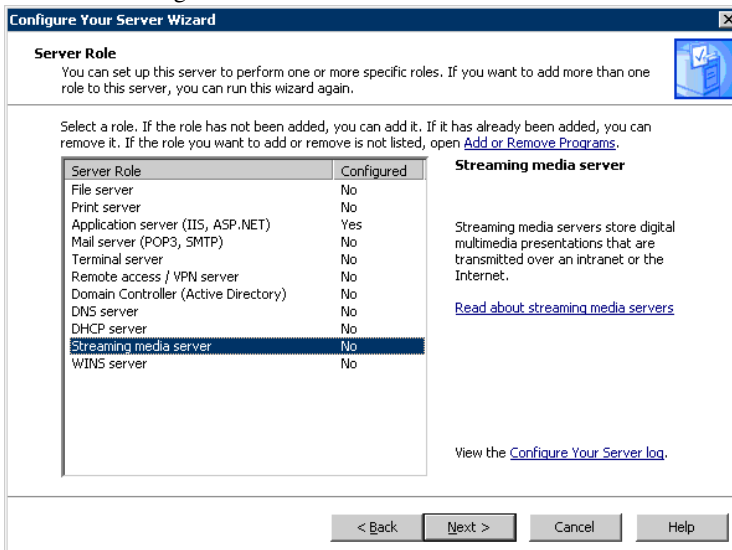 Configure Your Server Wizard
Server Role
You can set up this server to perform one or more specific roles. If you want to add more than one
role to this server, you can run this wizard again.
Select a role. If the role has not been added, you can add it. If it has already been added, you can
remove it. If the role you want to add or remove is not listed, open Add or Remove Programs.
Server Role Configured
File server No
Print server No
Application server (IIS, ASP.NET) Yes
Mail server (POP3, SMTP) No
Terminal server No
Remote access / VPN server No
Domain Controller (Active Directory) No
DNS server No
DHCP server No
Streaming media server No
WINS server No
Streaming media server
Streaming media servers store digital
multimedia presentations that are
transmitted over an intranet or the
Internet.
Read about streaming media servers
View the Configure Your Server log.
< Back Next > Cancel Help